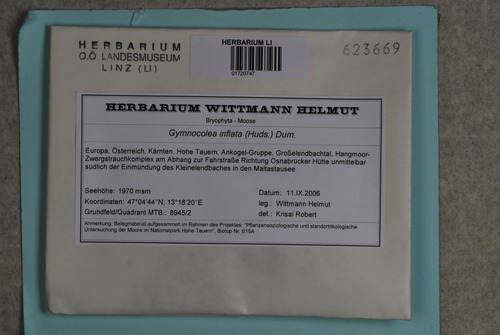 HERBARIUM
O.Ö LANDESMUSEUM
LINZ (LI)
HERBARIUM LI
01720747
623669
HERBARIUM WITTMANN HELMUT
Bryophyta - Moose
Gymnocolea inflata (Huds.) Dum.
Europa, Österreich, Kärnten, Hohe Tauern, Ankogel-Gruppe, Großelendbachtal, Hangmoor-
Zwergstrauchkomplex am Abhang zur Fahrstraße Richtung Osnabrücker Hütte unmittelbar
südlich der Einmündung des Kleinelendbaches in den Maltastausee
Seehöhe: 1970 msm
Datum: 11.IX.2006
Koordinaten: 47°04'44''N, 13°18'20''E
leg.: Wittmann Helmut
Grundfeld/Quadrant MTB.: 8945/2
det.: Krisai Robert
Anmerkung: Belegmaterial aufgesammelt im Rahmen des Projektes: "Pflanzensoziologische und standortökologische
Untersuchung der Moore im Nationalpark Hohe Tauern", Biotop Nr. 615A